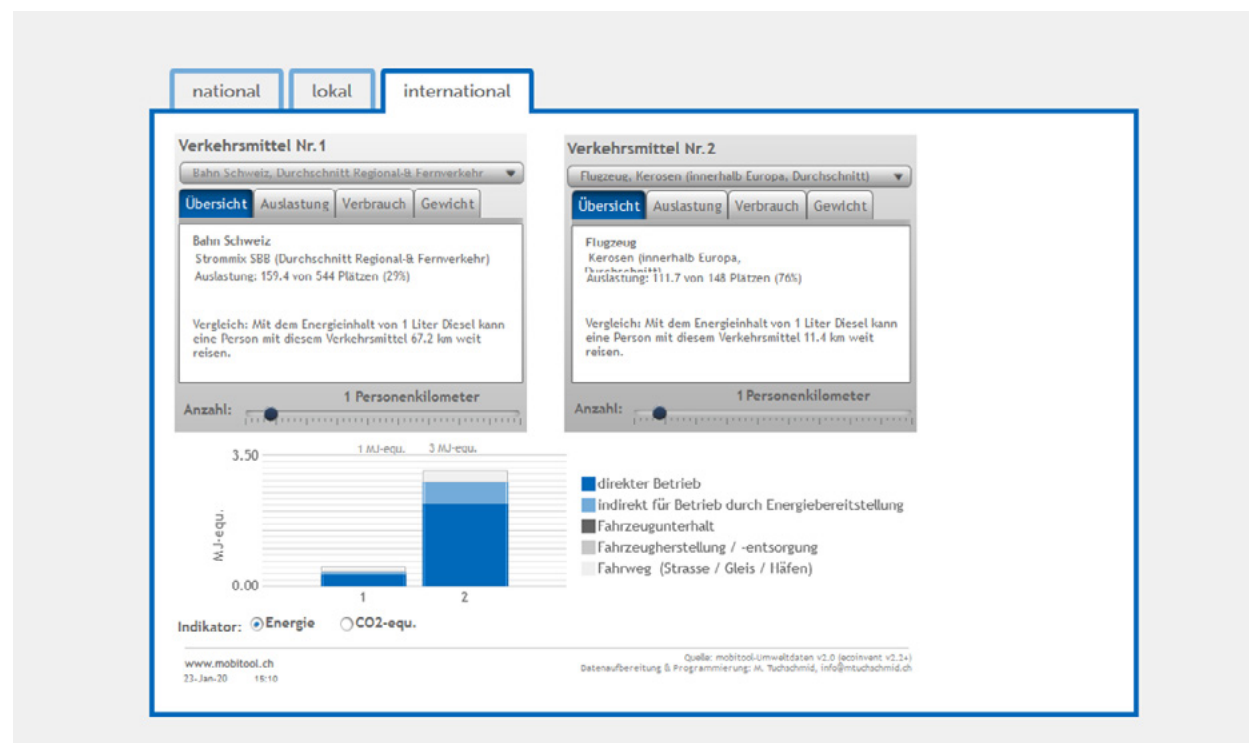 national
lokal
international
Verkehrsmittel Nr.1
Bahn Schweiz, Durchschnitt Regional-& Fernverkehr
Übersicht
Auslastung
Verbrauch
Gewicht
Bahn Schweiz
Strommix SBB (Durchschnitt Regional-& Fernverkehr)
Auslastung: 159.4 von 544 Plätzen (29%)
Vergleich: Mit dem Energieinhalt von 1 Liter Diesel kann
eine Person mit diesem Verkehrsmittel 67.2 km weit
reisen.
1 Personenkilometer
Anzahl:
Verkehrsmittel Nr.2
Flugzeug, Kerosen (innerhalb Europa, Durchschnitt)
Übersicht
Auslastung
Verbrauch
Gewicht
Flugzeug
Kerosen (innerhalb Europa,
Durchschnitt)
Auslastung: 111.7 von 148 Plätzen (76%)
Vergleich: Mit dem Energieinhalt von 1 Liter Diesel kann
eine Person mit diesem Verkehrsmittel 11.4 km weit
reisen.
1 Personenkilometer
Anzahl:
1 MJ-equ.
3 MJ-equ.
3.50
MJ-equ.
0.00
1
2
direkter Betrieb
indirekt für Betrieb durch Energiebereitstellung
Fahrzeugunterhalt
Fahrzeugherstellung / -entsorgung
Fahrweg (Strasse / Gleis / Häfen)
Indikator:
Energie
CO2-equ.
www.mobitool.ch
23-Jan-20 15:10
Quelle: mobitool-Umweltdaten v2.0 (ecoinvent v2.2+)
Datenaufbereitung & Programmierung: M. Tuchschmid, info@mtuchschmid.ch